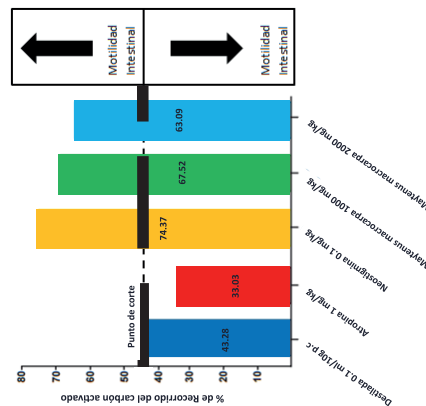 % de Recorrido del carbón activado
80
70
60
50
40
30
20
10
Punto de corte
43.28
33.03
74.37
67.52
63.09
Destilada 0.1 ml/10g p.c
Atropina 1 mg/kg
Neostigmina 0.1 mg/kg
Maytenus macrocarpa 1000 mg/kg
Maytenus macrocarpa 2000 mg/kg
Motilidad
Intestinal
Motilidad
Intestinal